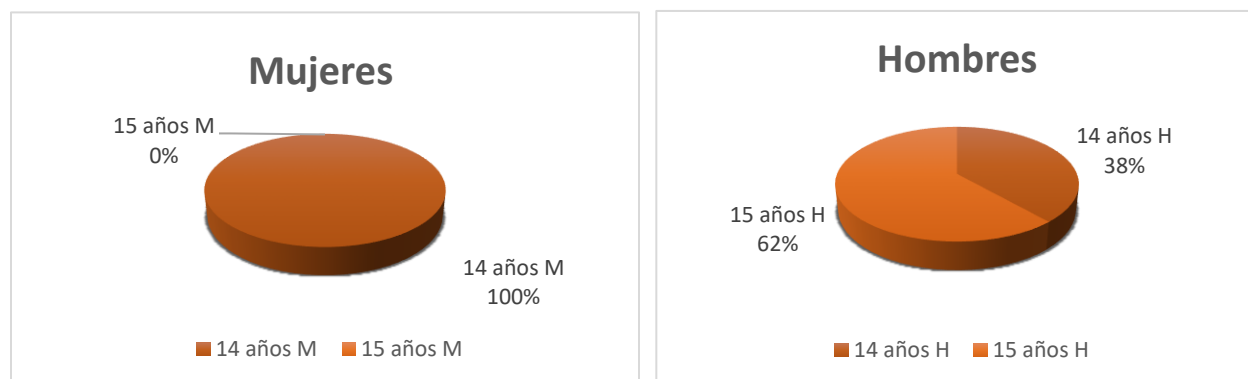 Mujeres
15 años M
0%
14 años M
100%
14 años M 15 años M
Hombres
14 años H
38%
15 años H
62%
14 años H 15 años H